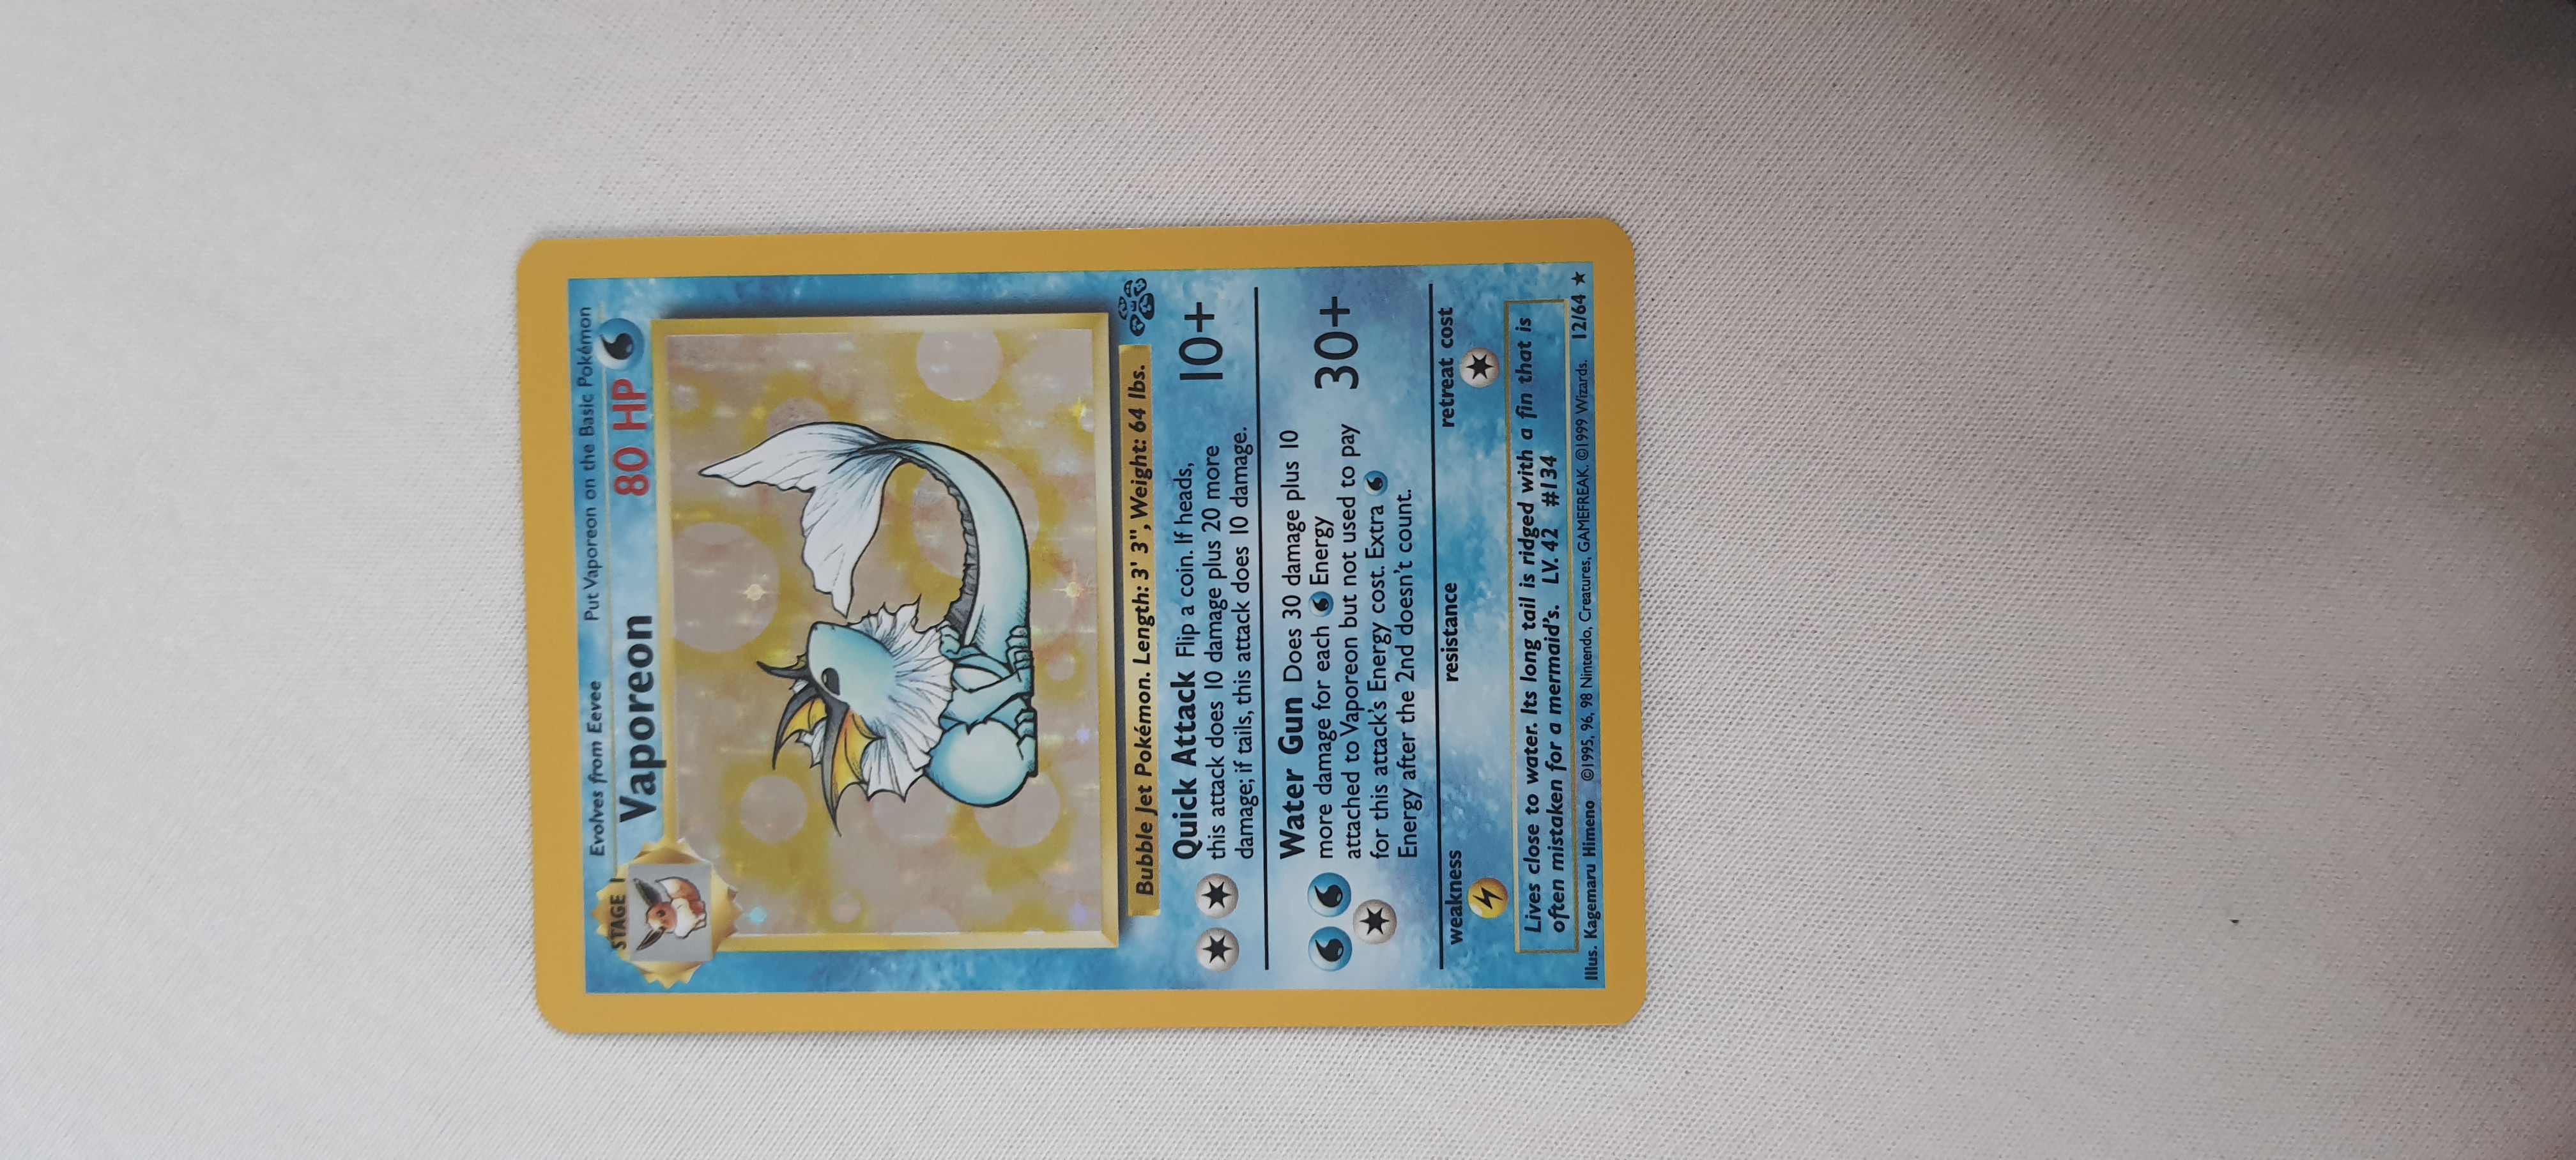 Evolves from Eevee Put Vaporeon on the Basic Pokémon
STAGE 1
Vaporeon 80 HP
Bubble Jet Pokémon. Length: 3' 3", Weight: 64 lbs.
Quick Attack Flip a coin. If heads,
this attack does 10 damage plus 20 more
damage; if tails, this attack does 10 damage.
10+
Water Gun Does 30 damage plus 10
more damage for each Energy
attached to Vaporeon but not used to pay
for this attack's Energy cost. Extra
Energy after the 2nd doesn't count.
30+
weakness resistance retreat cost
Lives close to water. Its long tail is ridged with a fin that is
often mistaken for a mermaid's. LV. 42 #134
Illus. Kagemaru Himeno ©1995, 96, 98 Nintendo, Creatures, GAMEFREAK. ©1999 Wizards. 12/64 ★